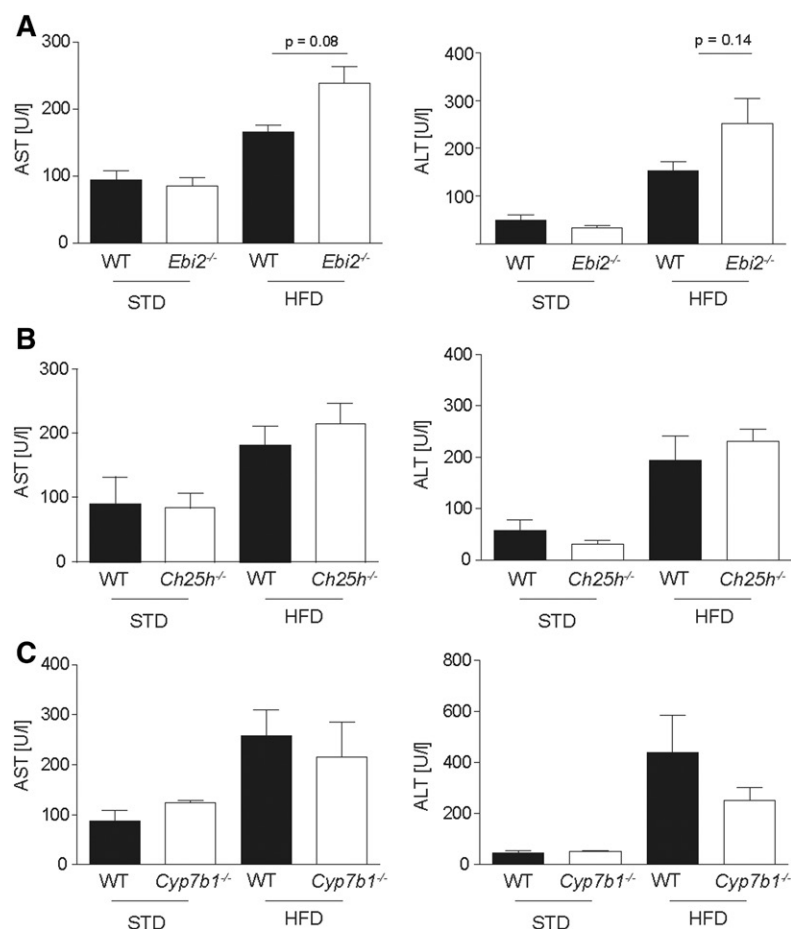 A
AST [U/l]
300
200
100
0
p = 0.08
WT Ebi2-/- WT Ebi2-/-
STD HFD
ALT [U/l]
400
300
200
100
p = 0.14
WT Ebi2-/- WT Ebi2-/-
STD HFD
B
AST [U/l]
300
200
100
0
WT Ch25h-/- WT Ch25h-/-
STD HFD
ALT [U/l]
400
300
200
100
0
WT Ch25h-/- WT Ch25h-/-
STD HFD
C
AST [U/l]
400
300
200
100
0
WT Cyp7b1-/- WT Cyp7b1-/-
STD HFD
ALT [U/l]
800
600
400
200
0
WT Cyp7b1-/- WT Cyp7b1-/-
STD HFD